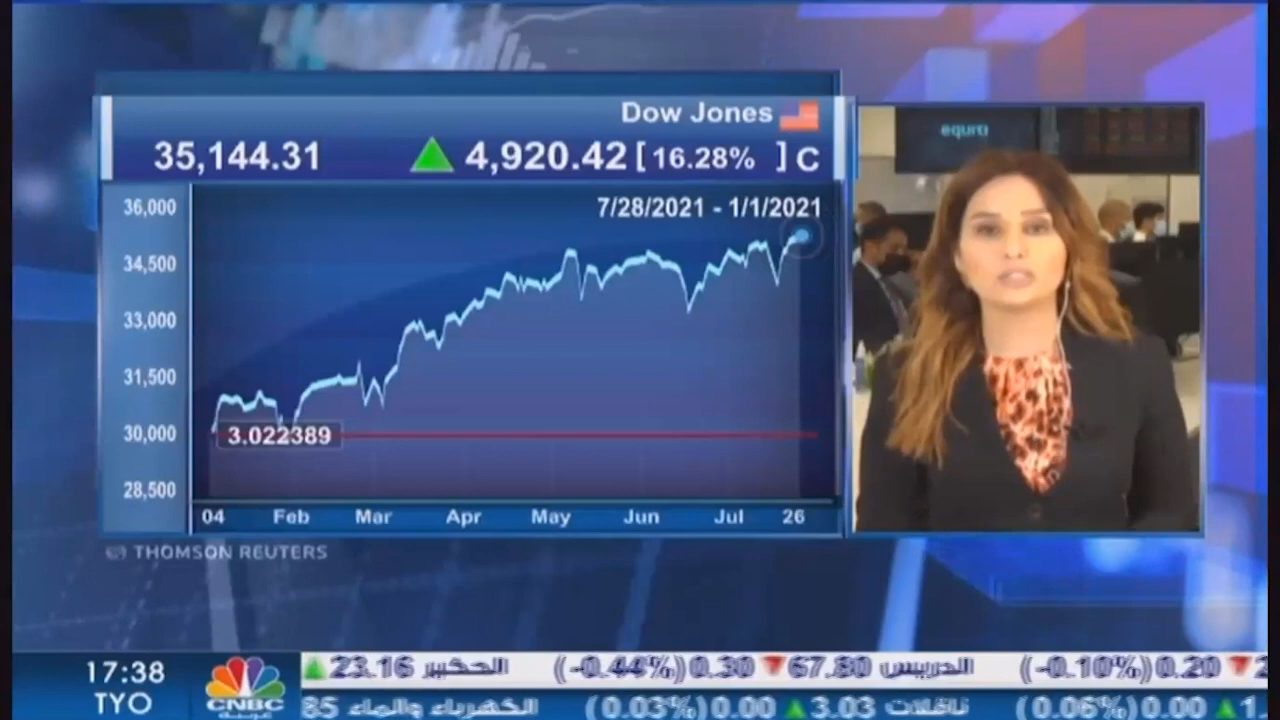 Dow Jones
35,144.31 ▲ 4,920.42 [ 16.28% ] C
7/28/2021 - 1/1/2021
36,000
34,500
33,000
31,500
30,000
28,500
3.022389
04 Feb Mar Apr May Jun Jul 26
THOMSON REUTERS
equiti
17:38
TYO
CNBC
عربية
▲ 23.16 الحكير (-0.44%) 0.30 ▼ 67.80 الدريس (-0.10%) 0.20 ▼
85 الكهرباء والماء (0.03%) 0.00 ▲ 3.03 ناقلات (0.06%) 0.00 ▲ 1.